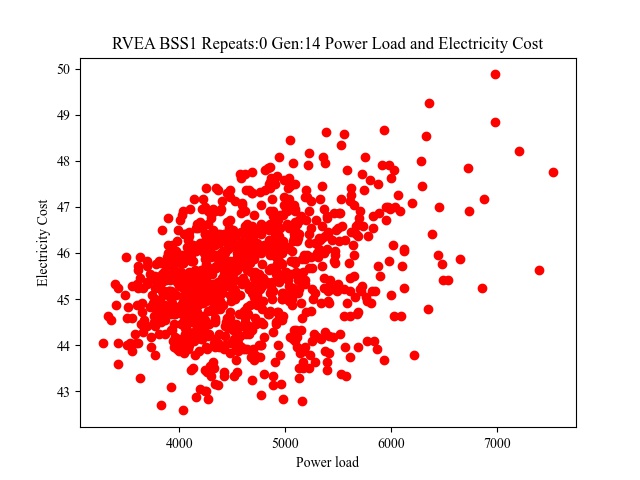 RVEA BSS1 Repeats:0 Gen:14 Power Load and Electricity Cost
50
49
48
47
46
45
44
43
Electricity Cost
4000 5000 6000 7000
Power load